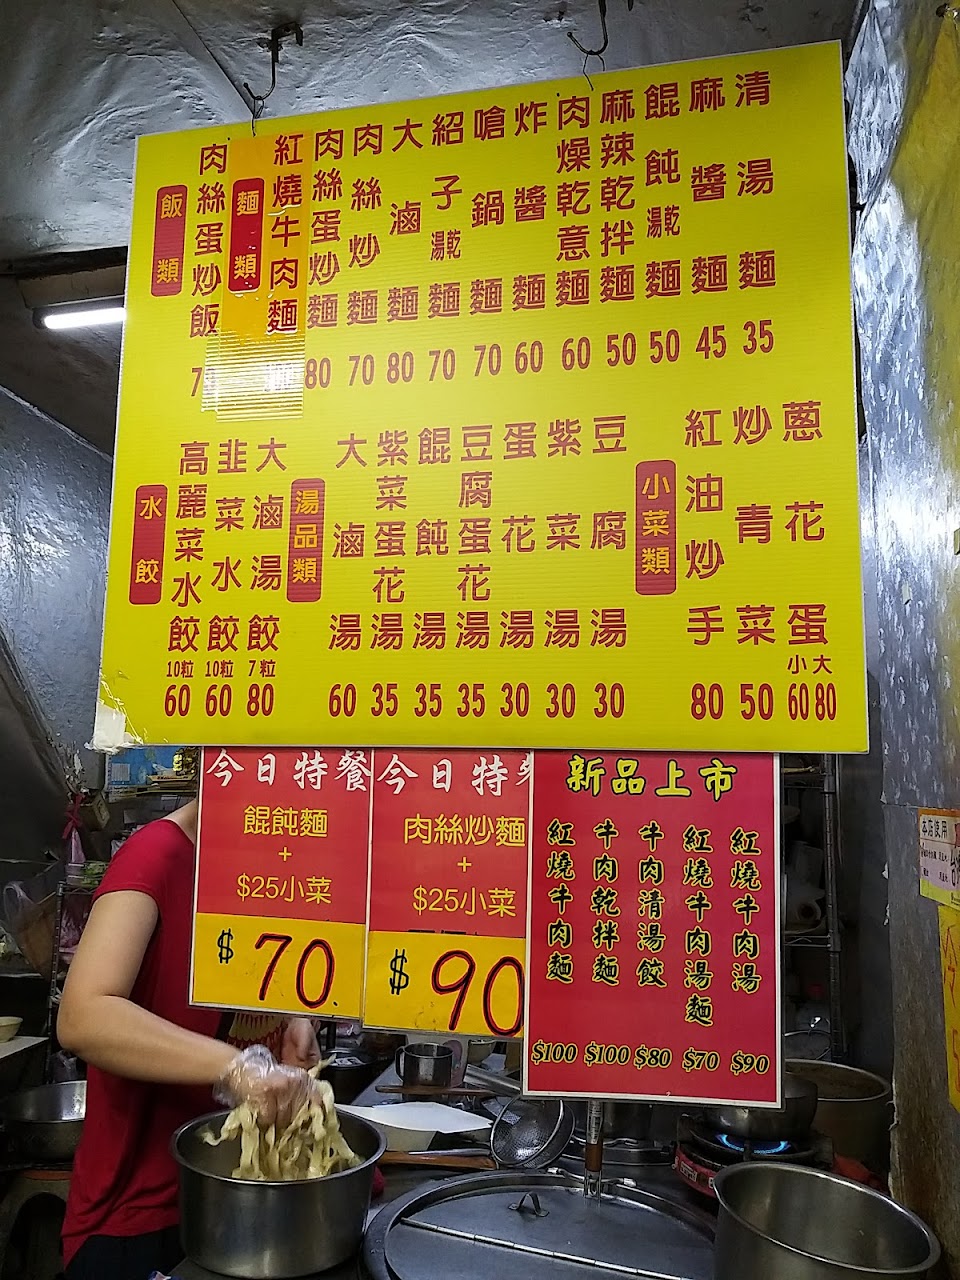 飯類
肉絲蛋炒飯
麵類
紅燒牛肉麵
肉絲蛋炒麵 80
肉絲炒麵 70
大滷麵 80
紹子湯乾麵 70
嗆鍋麵 70
炸醬麵 60
肉燥乾意麵 60
麻辣乾拌麵 50
餛飩湯乾麵 50
麻醬麵 45
清湯麵 35
水餃
高麗菜水餃 10粒 60
韭菜水餃 10粒 60
大滷湯餃 7粒 80
湯品類
大滷湯 60
紫菜蛋花湯 35
餛飩湯 35
豆腐蛋花湯 35
蛋花湯 30
紫菜湯 30
豆腐湯 30
小菜類
紅油炒手 80
炒青菜 50
蔥花蛋 小60 大80
今日特餐
餛飩麵
+
$25小菜
$70
今日特
肉絲炒麵
+
$25小菜
$90
新品上市
紅燒牛肉麵 $100
牛肉乾拌麵 $100
牛肉清湯餃 $80
紅燒牛肉湯麵 $70
紅燒牛肉湯 $90
本店使用